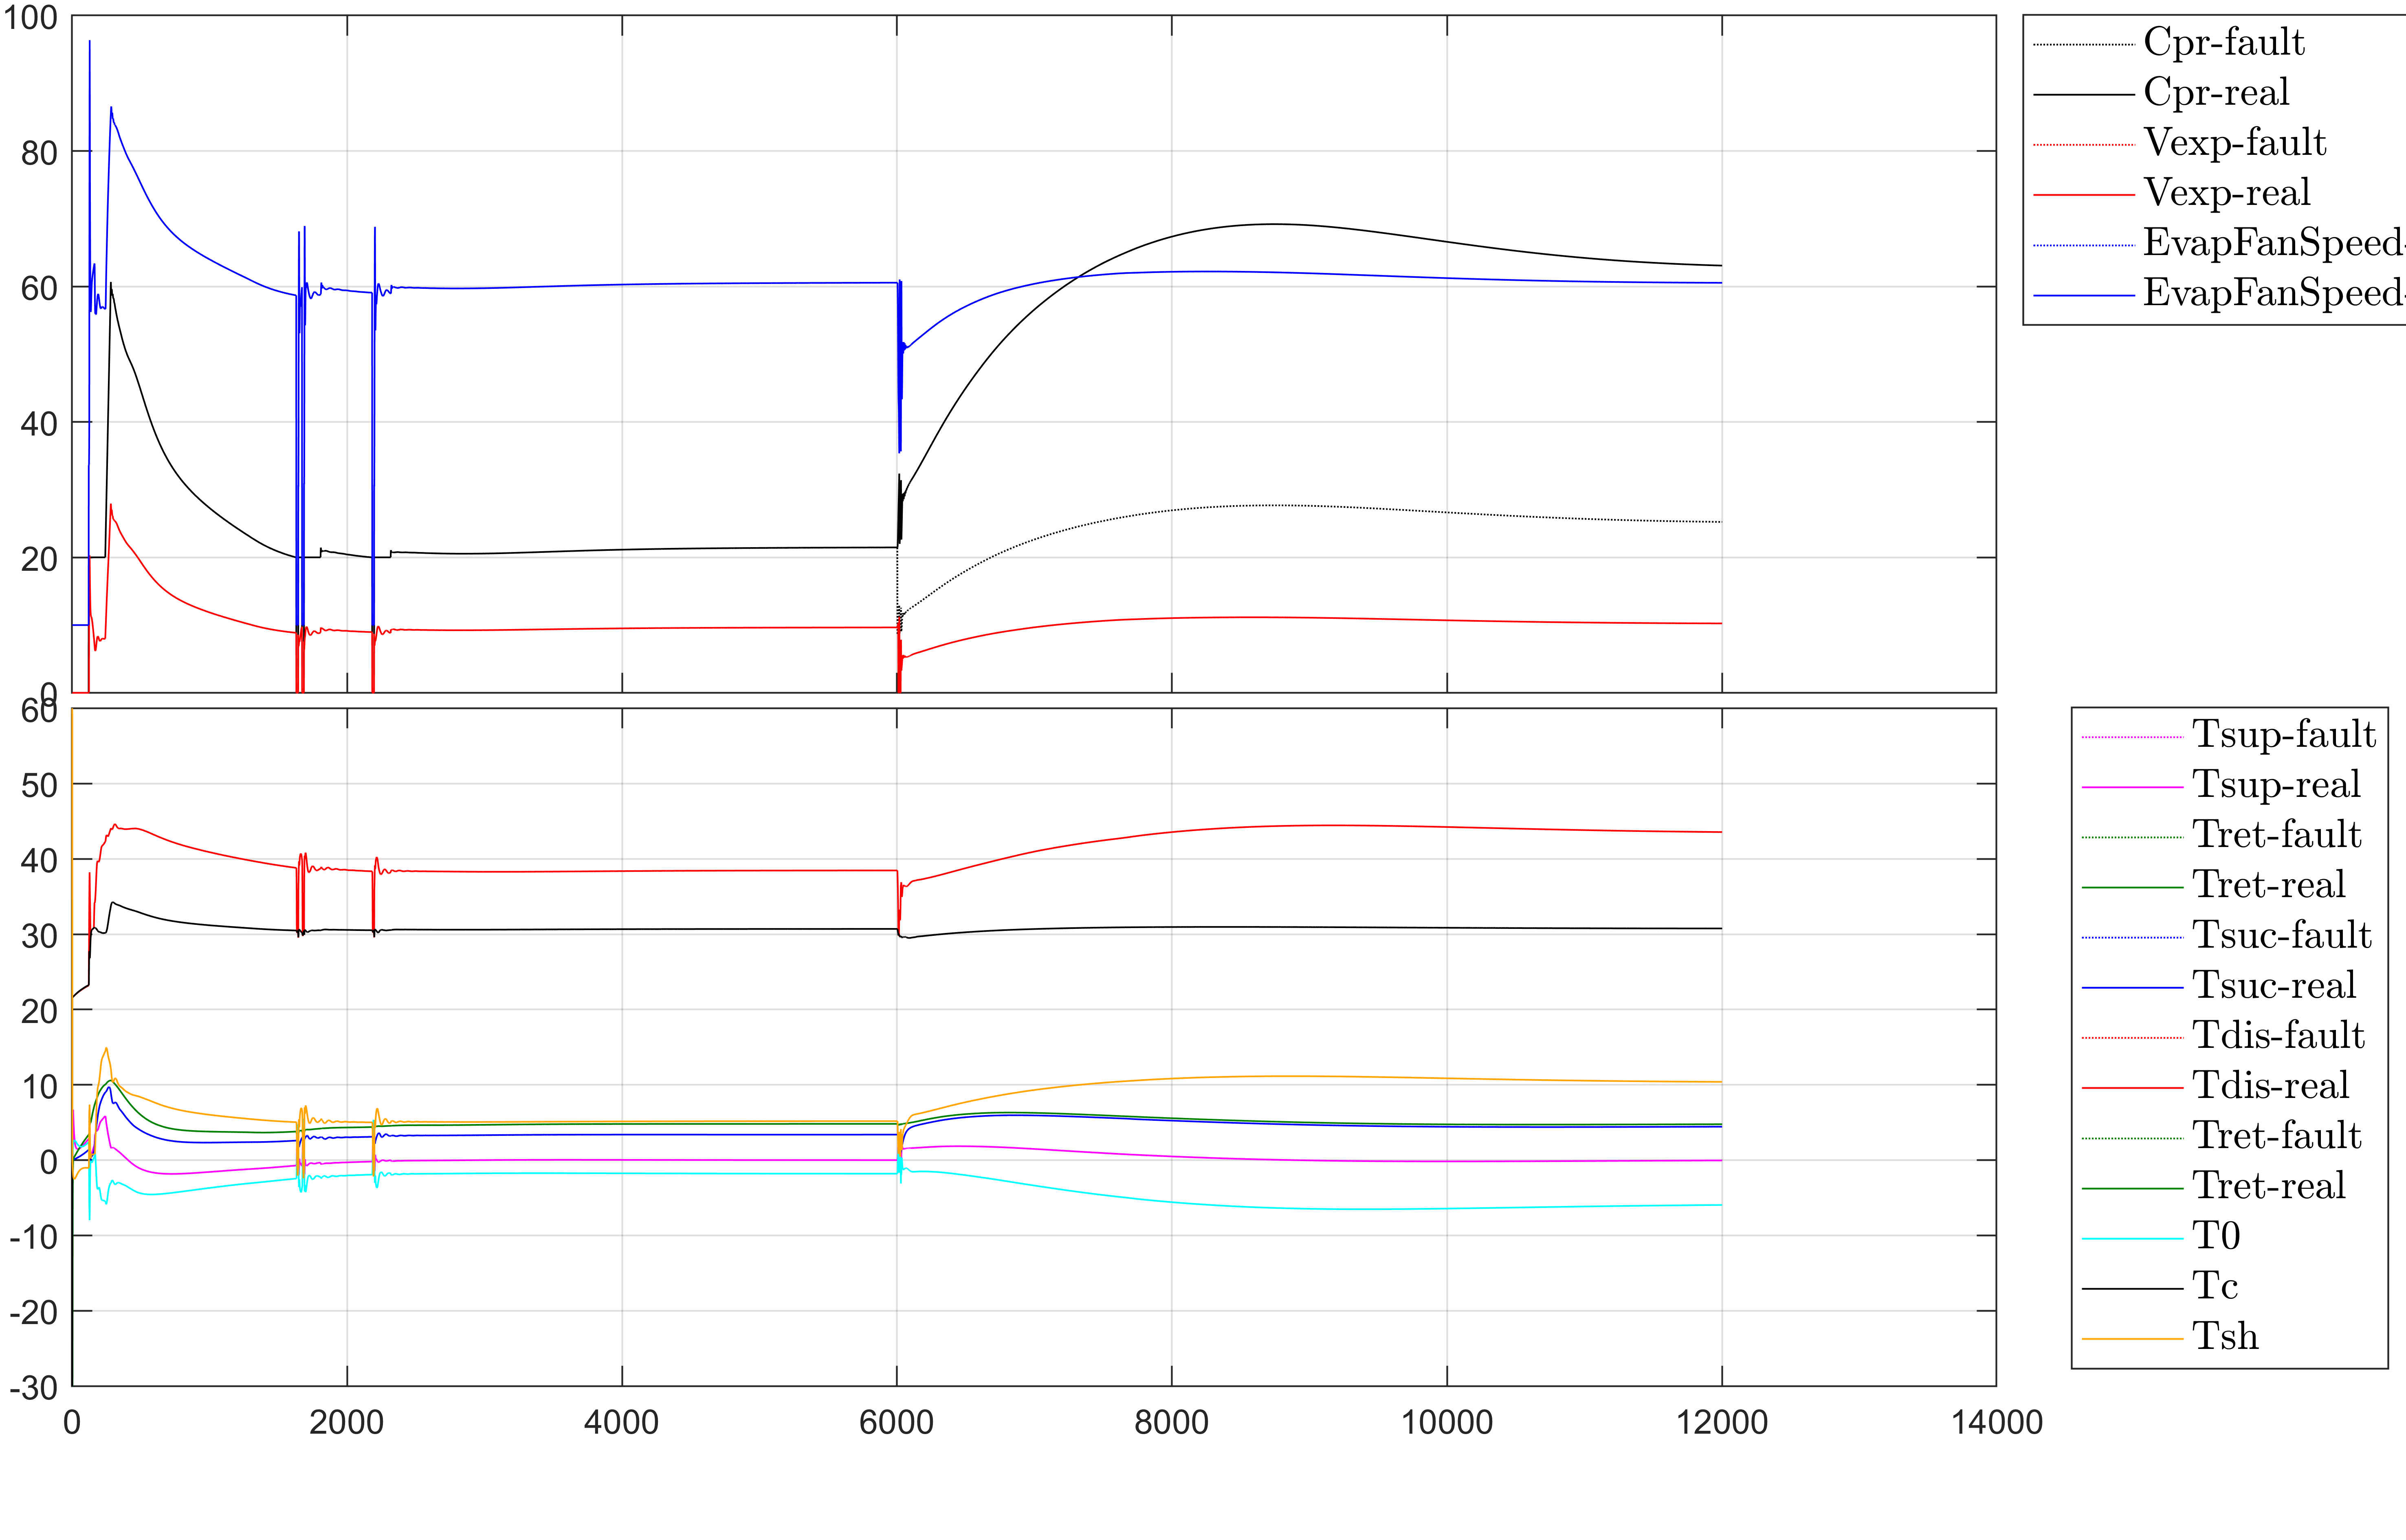 100
80
60
40
20
0
Cpr-fault
Cpr-real
Vexp-fault
Vexp-real
EvapFanSpeed-
EvapFanSpeed-
60
50
40
30
20
10
0
-10
-20
-30
0 2000 4000 6000 8000 10000 12000 14000
Tsup-fault
Tsup-real
Tret-fault
Tret-real
Tsuc-fault
Tsuc-real
Tdis-fault
Tdis-real
Tret-fault
Tret-real
T0
Tc
Tsh